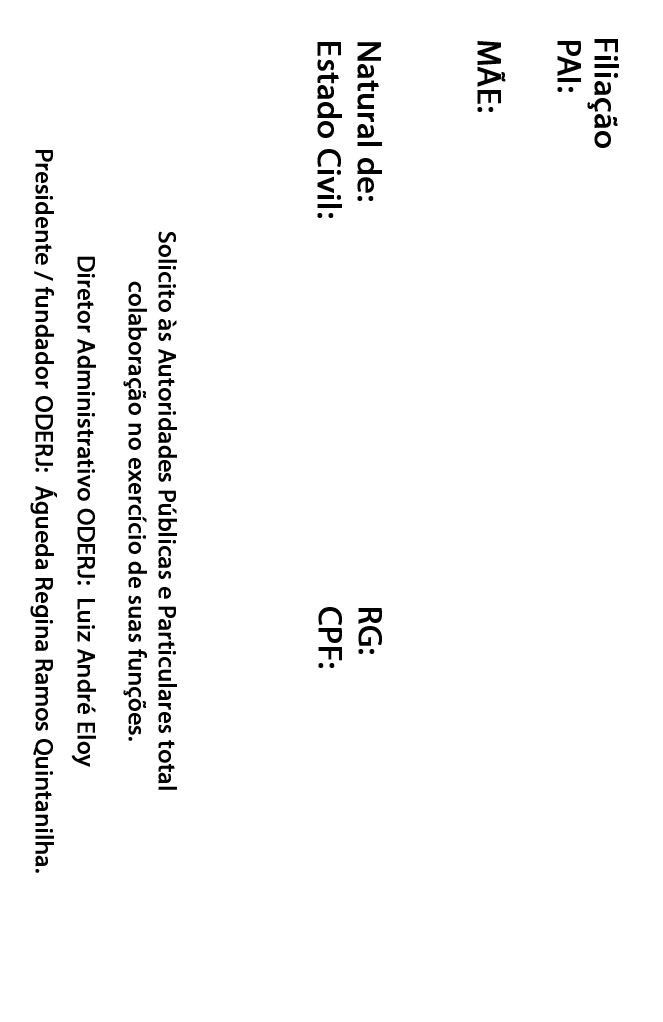 Filiação
PAI:
MÃE:
Natural de:
RG:
Estado Civil:
CPF:
Solicito às Autoridades Públicas e Particulares total
colaboração no exercício de suas funções.
Diretor Administrativo ODERJ: Luiz André Eloy
Presidente / fundador ODERJ: Águeda Regina Ramos Quintanilha.